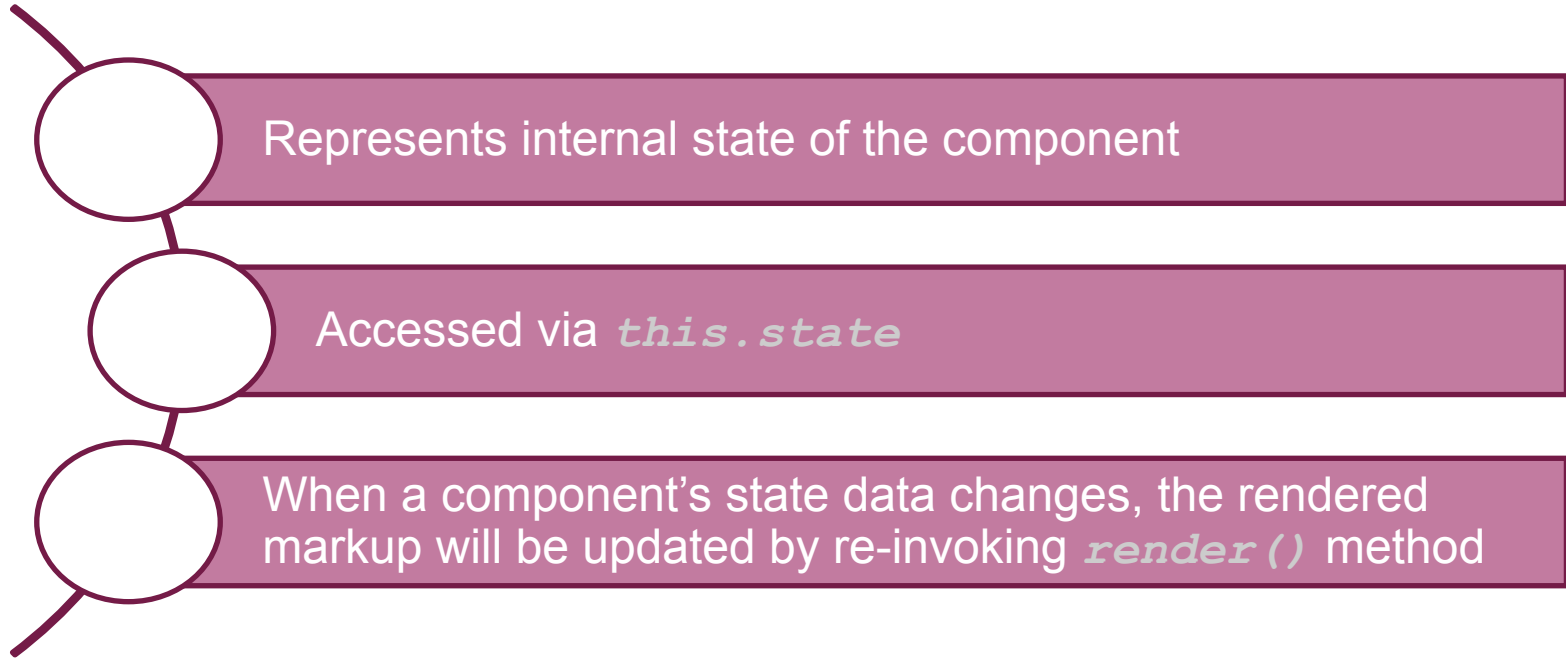 Represents internal state of the component
Accessed via this.state
When a component’s state data changes, the rendered
markup will be updated by re-invoking render() method